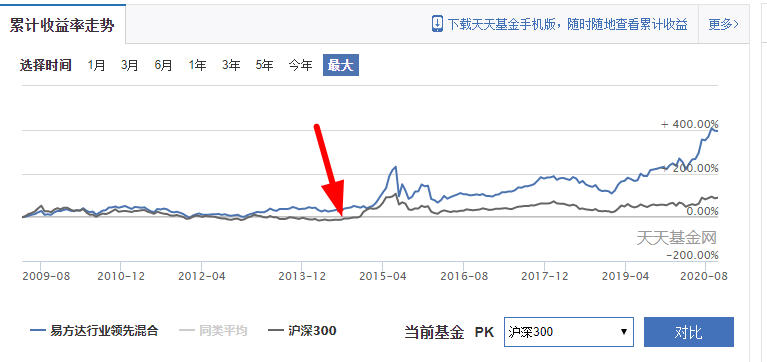 累计收益率走势
下载天天基金手机版，随时随地查看累计收益 更多>
选择时间 1月 3月 6月 1年 3年 5年 今年 最大
+ 400.00%
200.00%
0.00%
天天基金网
-200.00%
2009-08 2010-12 2012-04 2013-12 2015-04 2016-08 2017-12 2019-04 2020-08
易方达行业领先混合 同类平均 沪深300 当前基金 PK 沪深300 对比